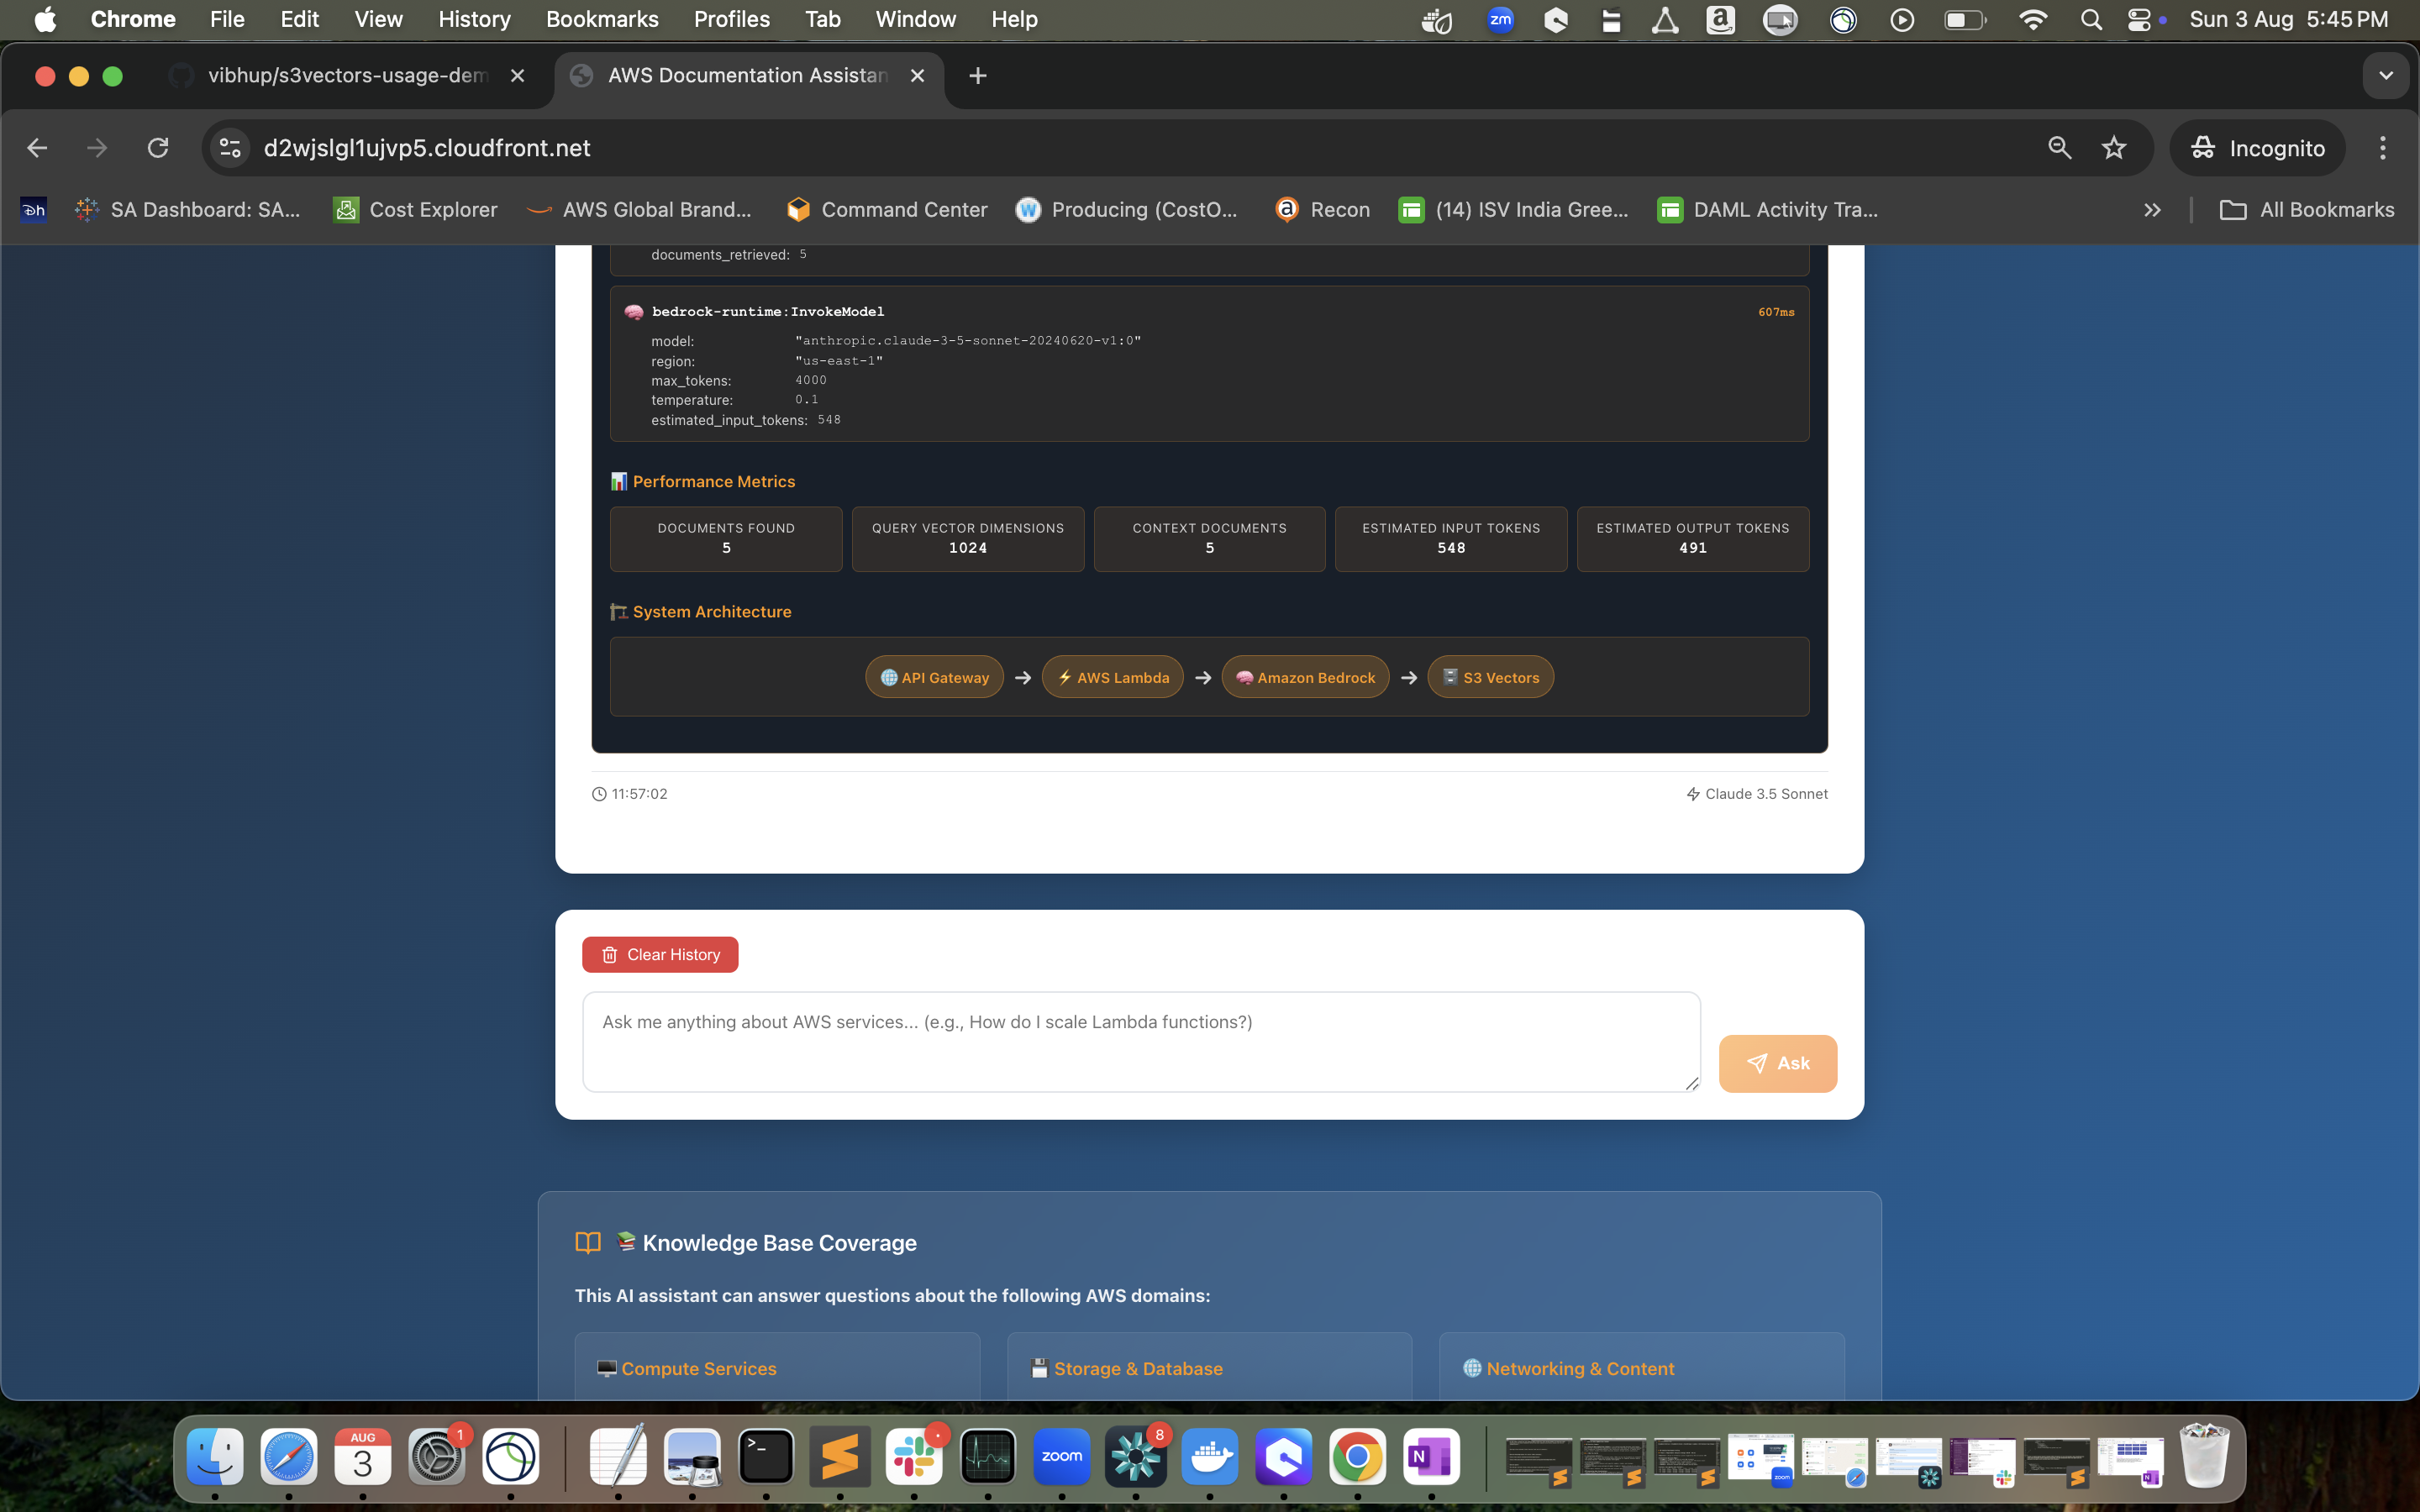 Chrome File Edit View History Bookmarks Profiles Tab Window Help zm a Sun 3 Aug 5:45 PM
vibhup/s3vectors-usage-dem AWS Documentation Assistan
d2wjslgl1ujvp5.cloudfront.net Incognito
Dh SA Dashboard: SA... Cost Explorer AWS Global Brand... Command Center W Producing (CostO... a Recon (14) ISV India Gree... DAML Activity Tra... All Bookmarks
documents_retrieved: 5
bedrock-runtime:InvokeModel 607ms
model: "anthropic.claude-3-5-sonnet-20240620-v1:0"
region: "us-east-1"
max_tokens: 4000
temperature: 0.1
estimated_input_tokens: 548
Performance Metrics
DOCUMENTS FOUND QUERY VECTOR DIMENSIONS CONTEXT DOCUMENTS ESTIMATED INPUT TOKENS ESTIMATED OUTPUT TOKENS
5 1024 5 548 491
System Architecture
API Gateway → AWS Lambda → Amazon Bedrock → S3 Vectors
11:57:02 Claude 3.5 Sonnet
Clear History
Ask me anything about AWS services... (e.g., How do I scale Lambda functions?)
Ask
Knowledge Base Coverage
This AI assistant can answer questions about the following AWS domains:
Compute Services Storage & Database Networking & Content
AUG 1 8
3 >_ zoom N